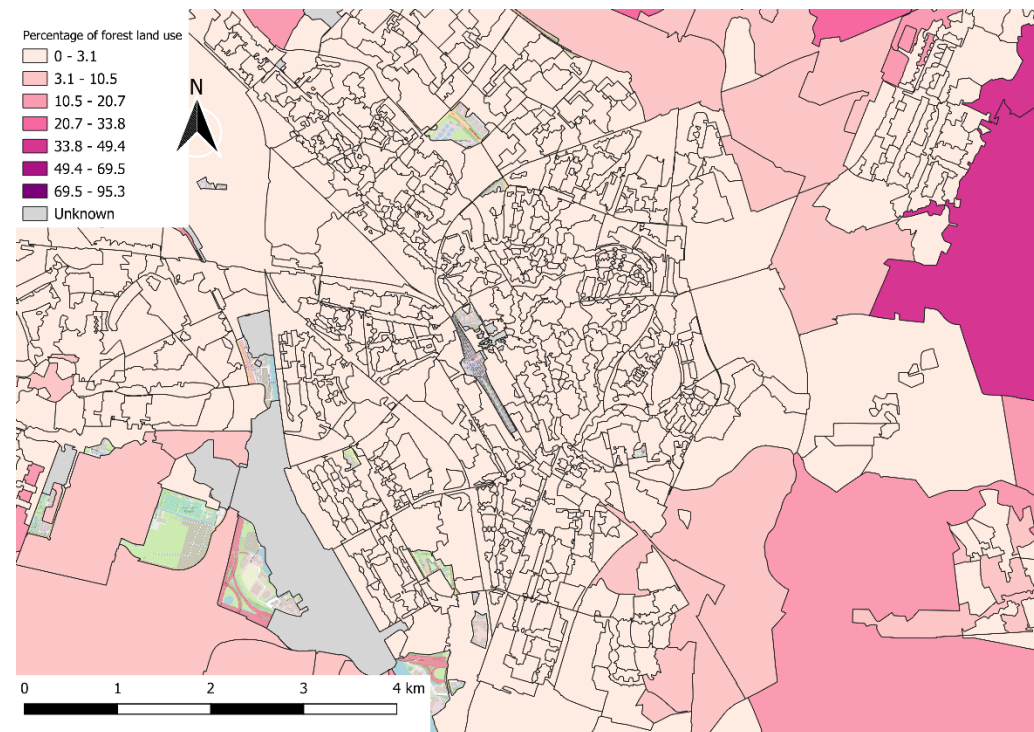 Percentage of forest land use
0 - 3.1
3.1 - 10.5
10.5 - 20.7
20.7 - 33.8
33.8 - 49.4
49.4 - 69.5
69.5 - 95.3
Unknown
N
0 1 2 3 4 km